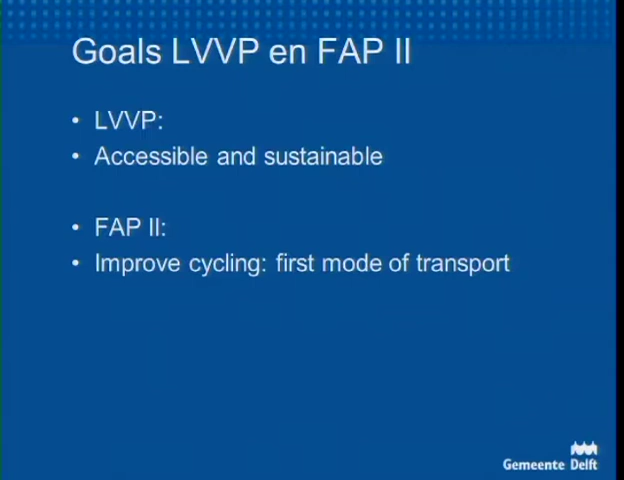 Goals LVVP en FAP II
• LVVP:
• Accessible and sustainable
• FAP II:
• Improve cycling: first mode of transport
Gemeente Delft